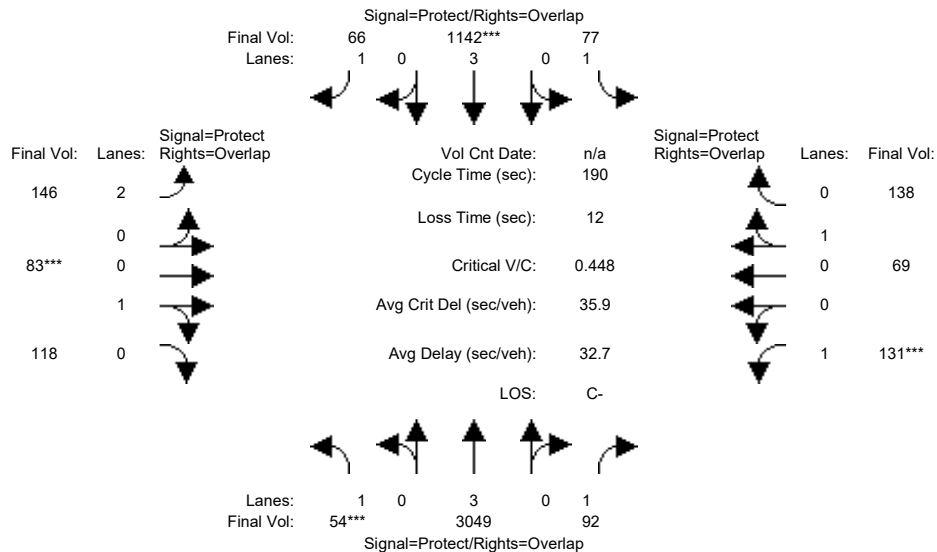 Signal=Protect/Rights=Overlap
Final Vol: 66 1142*** 77
Lanes: 1 0 3 0 1
Signal=Protect
Final Vol: Lanes: Rights=Overlap
Vol Cnt Date: n/a
Signal=Protect
Rights=Overlap Lanes: Final Vol:
Cycle Time (sec): 190
146 2
0 138
Loss Time (sec): 12
0
1
83*** 0
Critical V/C: 0.448
0 69
1
Avg Crit Del (sec/veh): 35.9
0
118 0
Avg Delay (sec/veh): 32.7
1 131***
LOS: C-
Lanes: 1 0 3 0 1
Final Vol: 54*** 3049 92
Signal=Protect/Rights=Overlap